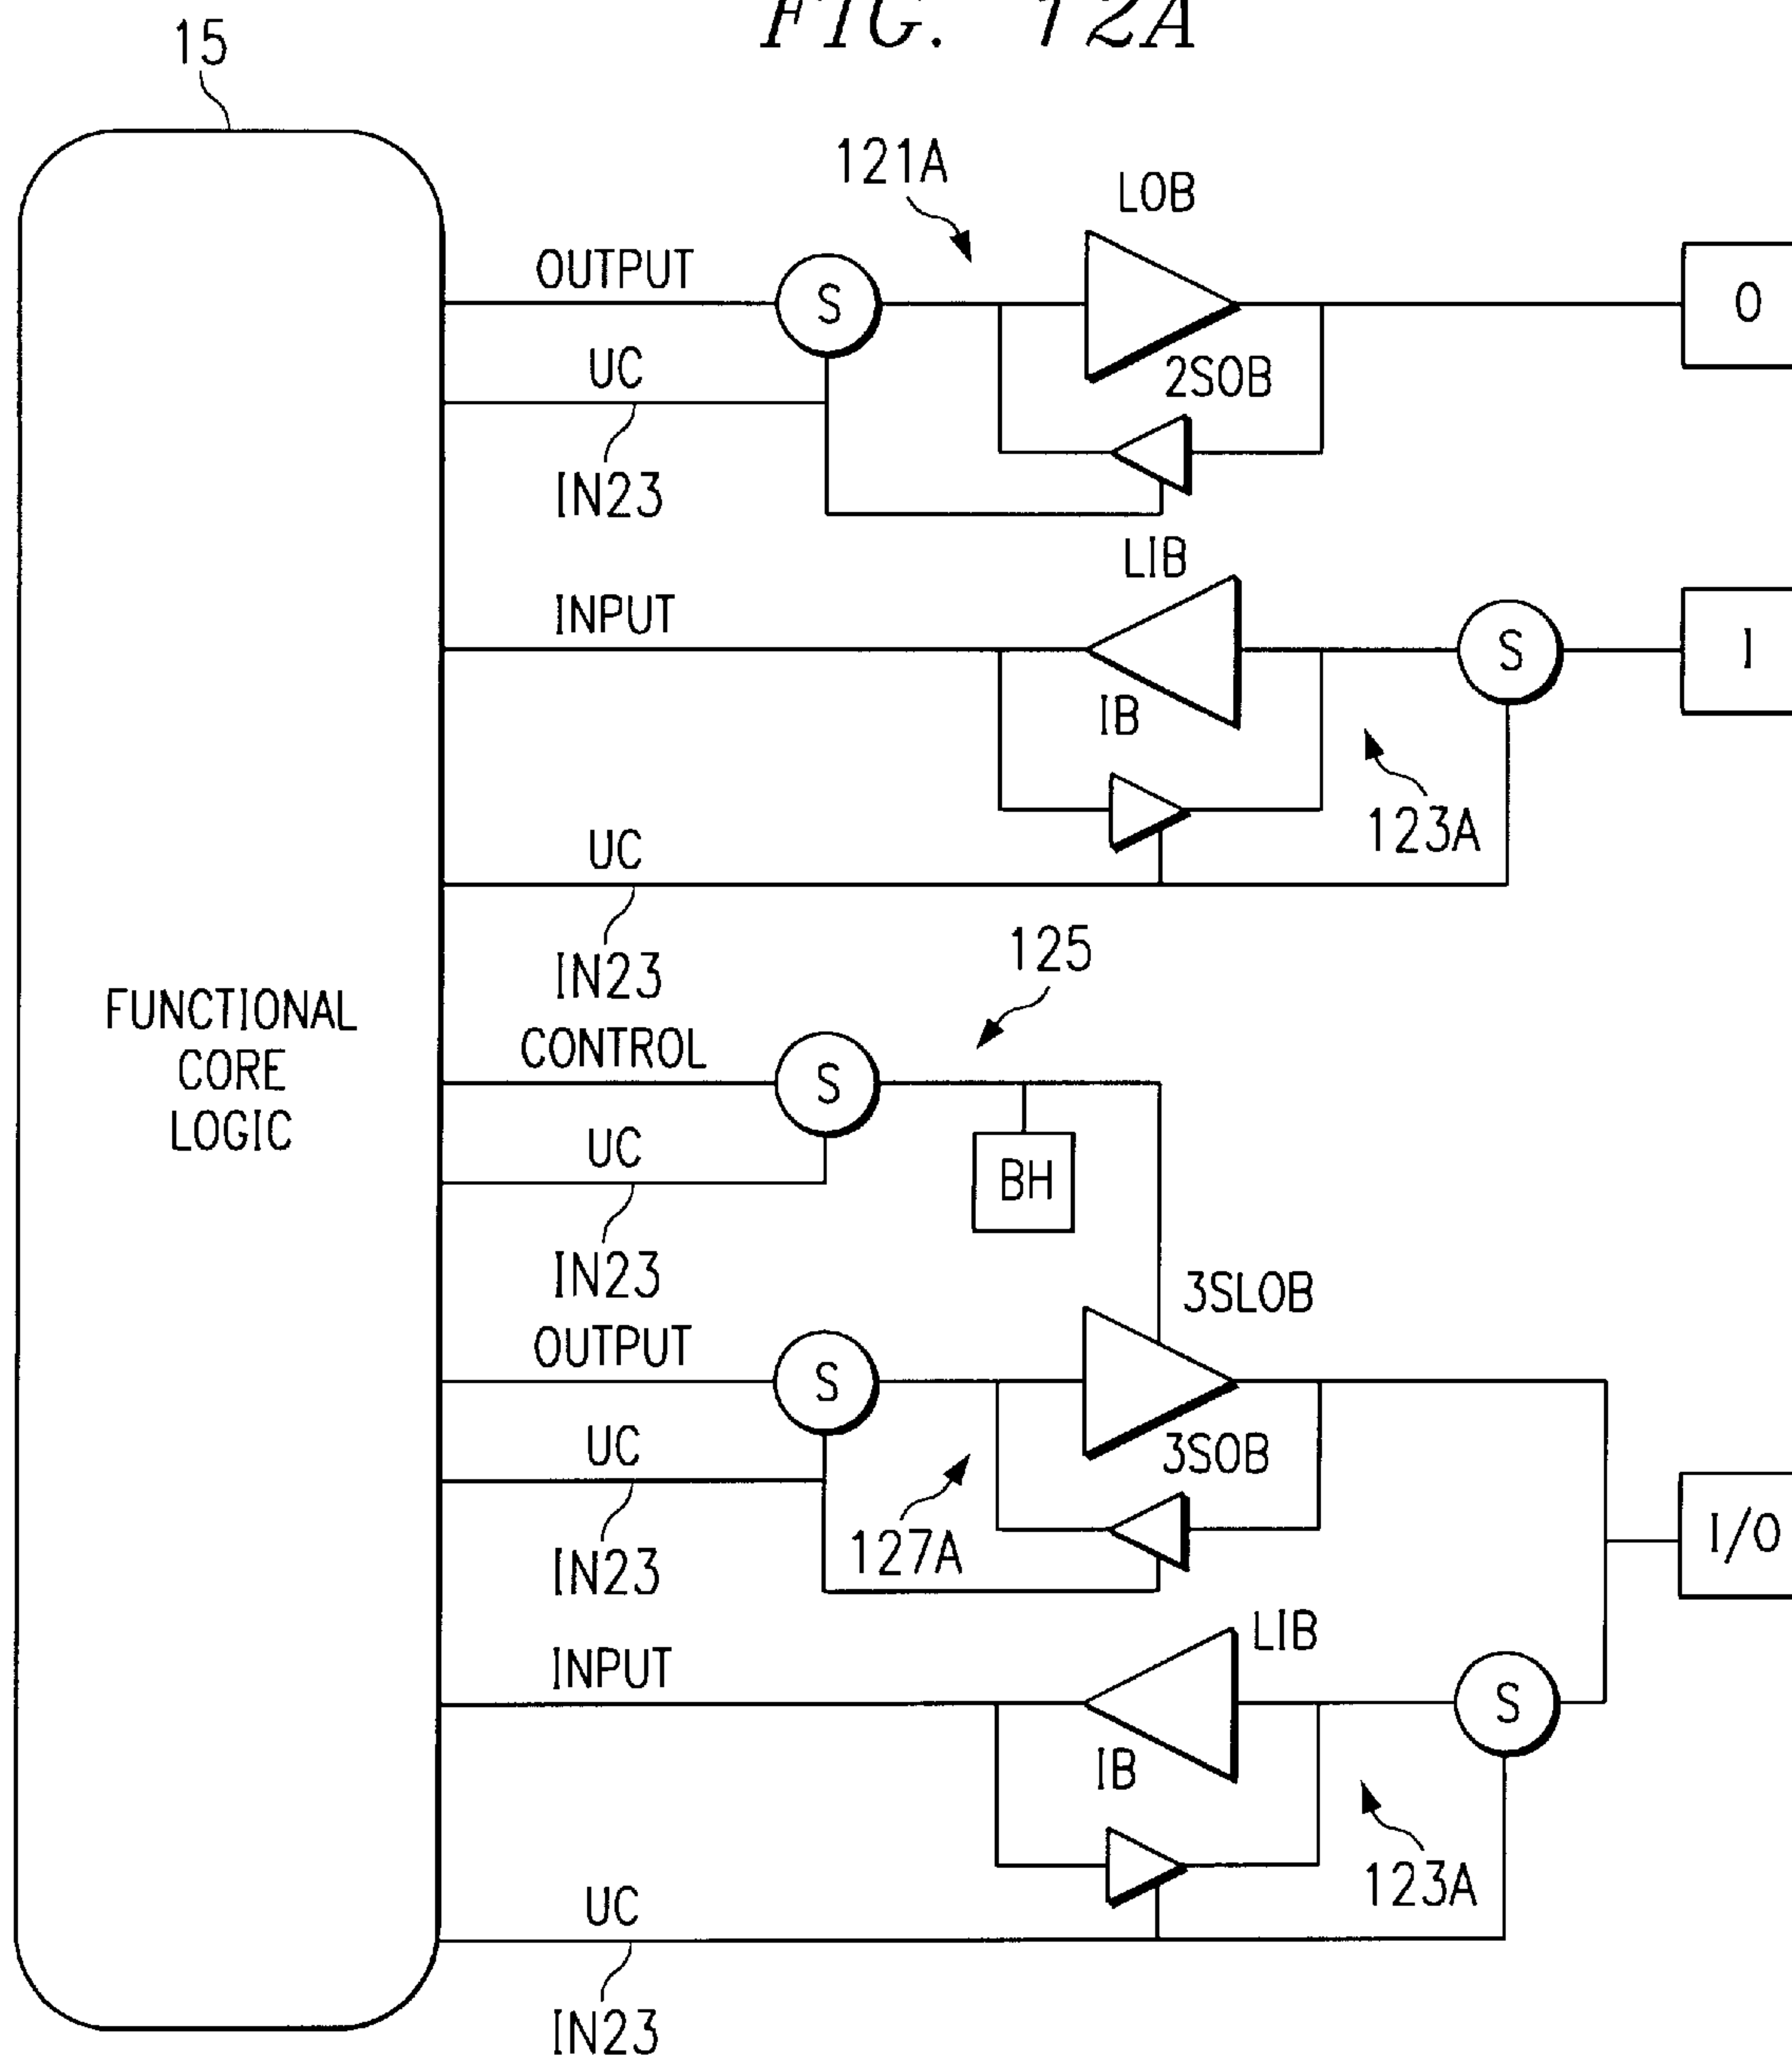 FIG. 12A
15
121A
LOB
OUTPUT
S
O
UC
2SOB
IN23
LIB
INPUT
S
I
IB
UC
123A
IN23
125
FUNCTIONAL
CORE
LOGIC
CONTROL
S
UC
BH
IN23
3SLOB
OUTPUT
S
UC
3SOB
127A
IN23
I/O
LIB
INPUT
S
IB
UC
123A
IN23